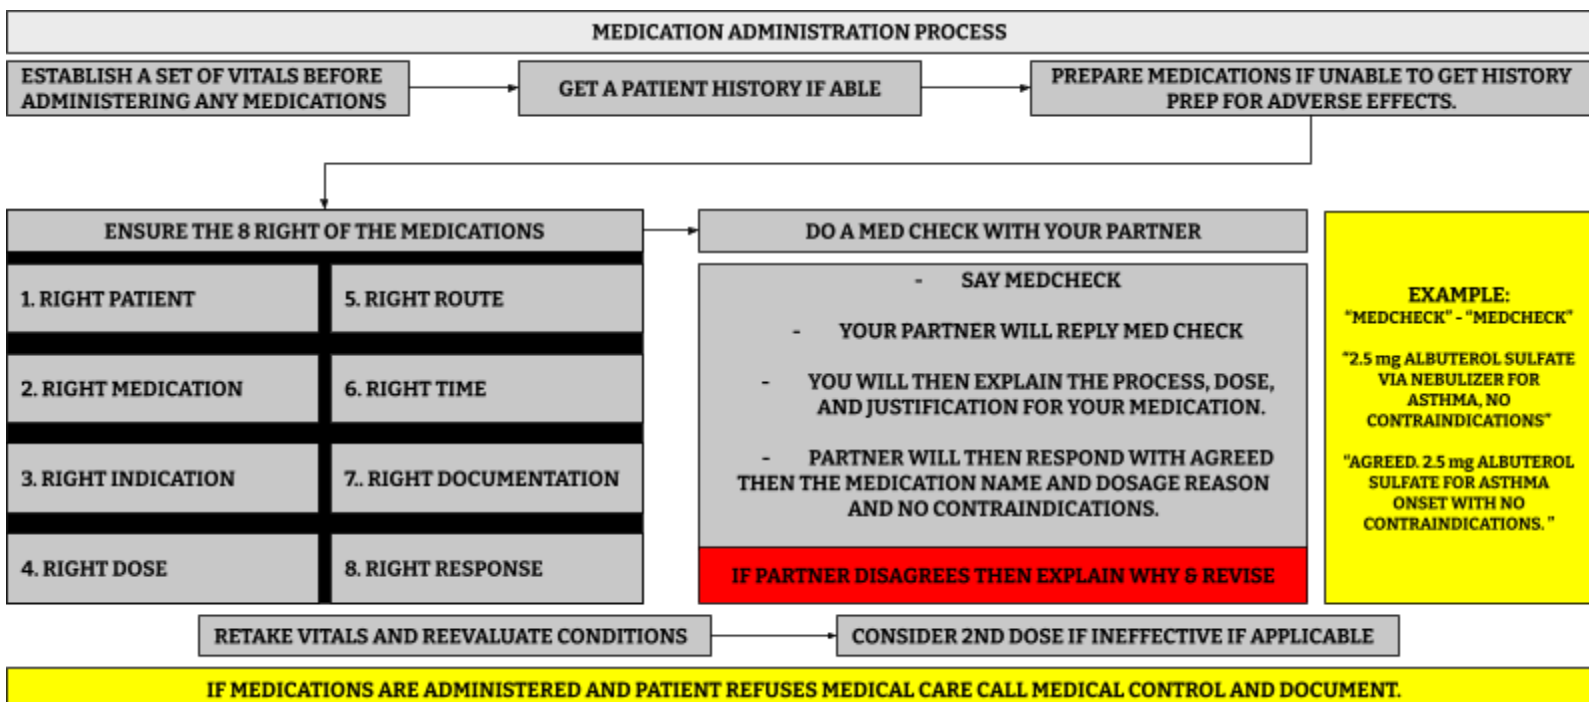 MEDICATION ADMINISTRATION PROCESS
ESTABLISH A SET OF VITALS BEFORE
ADMINISTERING ANY MEDICATIONS
GET A PATIENT HISTORY IF ABLE
PREPARE MEDICATIONS IF UNABLE TO GET HISTORY
PREP FOR ADVERSE EFFECTS.
ENSURE THE 8 RIGHT OF THE MEDICATIONS
1. RIGHT PATIENT
2. RIGHT MEDICATION
3. RIGHT INDICATION
4. RIGHT DOSE
5. RIGHT ROUTE
6. RIGHT TIME
7.. RIGHT DOCUMENTATION
8. RIGHT RESPONSE
DO A MED CHECK WITH YOUR PARTNER
- SAY MEDCHECK
- YOUR PARTNER WILL REPLY MED CHECK
- YOU WILL THEN EXPLAIN THE PROCESS, DOSE,
AND JUSTIFICATION FOR YOUR MEDICATION.
- PARTNER WILL THEN RESPOND WITH AGREED
THEN THE MEDICATION NAME AND DOSAGE REASON
AND NO CONTRAINDICATIONS.
IF PARTNER DISAGREES THEN EXPLAIN WHY & REVISE
EXAMPLE:
"MEDCHECK" - "MEDCHECK"
"2.5 mg ALBUTEROL SULFATE
VIA NEBULIZER FOR
ASTHMA, NO
CONTRAINDICATIONS"
"AGREED. 2.5 mg ALBUTEROL
SULFATE FOR ASTHMA
ONSET WITH NO
CONTRAINDICATIONS. "
RETAKE VITALS AND REEVALUATE CONDITIONS
CONSIDER 2ND DOSE IF INEFFECTIVE IF APPLICABLE
IF MEDICATIONS ARE ADMINISTERED AND PATIENT REFUSES MEDICAL CARE CALL MEDICAL CONTROL AND DOCUMENT.